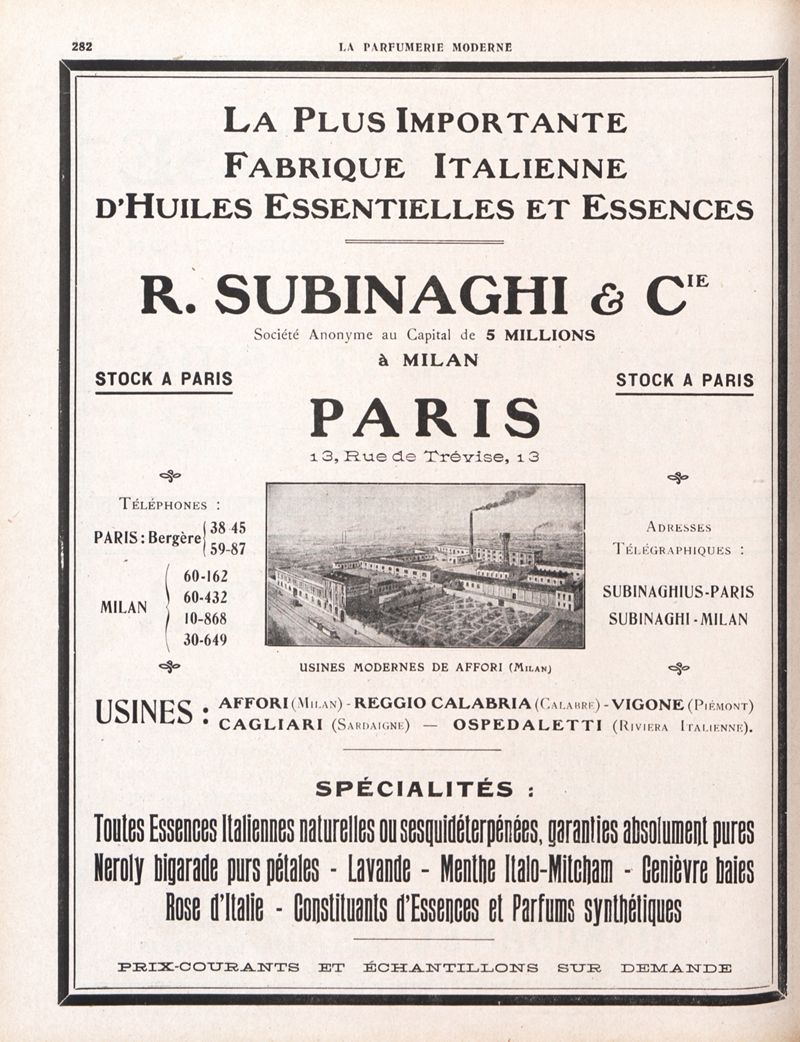 282
LA PARFUMERIE MODERNE
LA PLUS IMPORTANTE
FABRIQUE ITALIENNE
D'HUILES ESSENTIELLES ET ESSENCES
R. SUBINAGHI & CIE
Société Anonyme au Capital de 5 MILLIONS
à MILAN
STOCK A PARIS
STOCK A PARIS
PARIS
13, Rue de Trévise, 13
TÉLÉPHONES :
PARIS : Bergère 38-45
59-87
MILAN
60-162
60-432
10-868
30-649
ADRESSES
TÉLÉGRAPHIQUES :
SUBINAGHIUS-PARIS
SUBINAGHI-MILAN
USINES MODERNES DE AFFORI (MILAN)
USINES : AFFORI (MILAN) - REGGIO CALABRIA (CALABRE) - VIGONE (PIÉMONT)
CAGLIARI (SARDAIGNE) — OSPEDALETTI (RIVIERA ITALIENNE).
SPÉCIALITÉS :
Toutes Essences Italiennes naturelles ou sesquidéterpénées, garanties absolument pures
Neroly bigarade purs pétales - Lavande - Menthe Italo-Mitcham - Genièvre baies
Rose d'Italie - Constituants d'Essences et Parfums synthétiques
PRIX-COURANTS ET ÉCHANTILLONS SUR DEMANDE